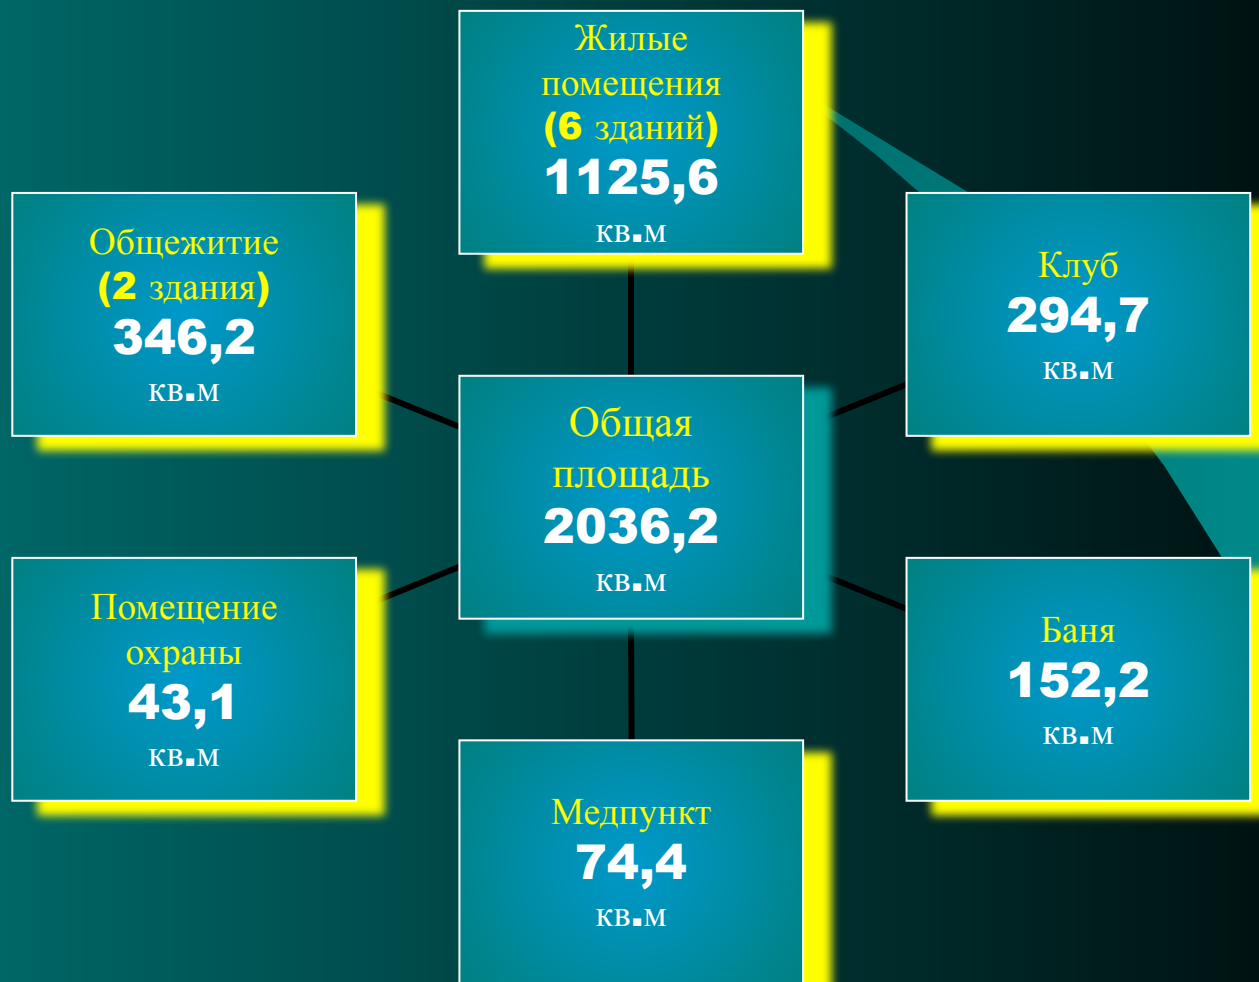 Жилые
помещения
(6 зданий)
1125,6
кв.м
Общежитие
(2 здания)
346,2
кв.м
Клуб
294,7
кв.м
Общая
площадь
2036,2
кв.м
Помещение
охраны
43,1
кв.м
Баня
152,2
кв.м
Медпункт
74,4
кв.м